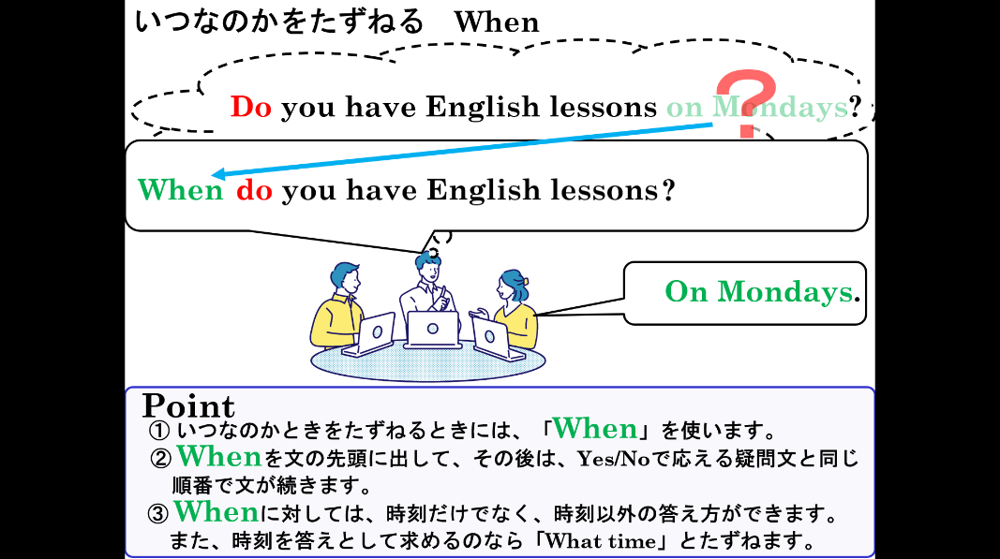 いつなのかをたずねる　When
Do you have English lessons on Mondays?
?
When do you have English lessons?
On Mondays.
Point
① いつなのかときをたずねるときには、「When」を使います。
② Whenを文の先頭に出して、その後は、Yes/Noで応える疑問文と同じ
順番で文が続きます。
③ Whenに対しては、時刻だけでなく、時刻以外の答え方ができます。
また、時刻を答えとして求めるのなら「What time」とたずねます。